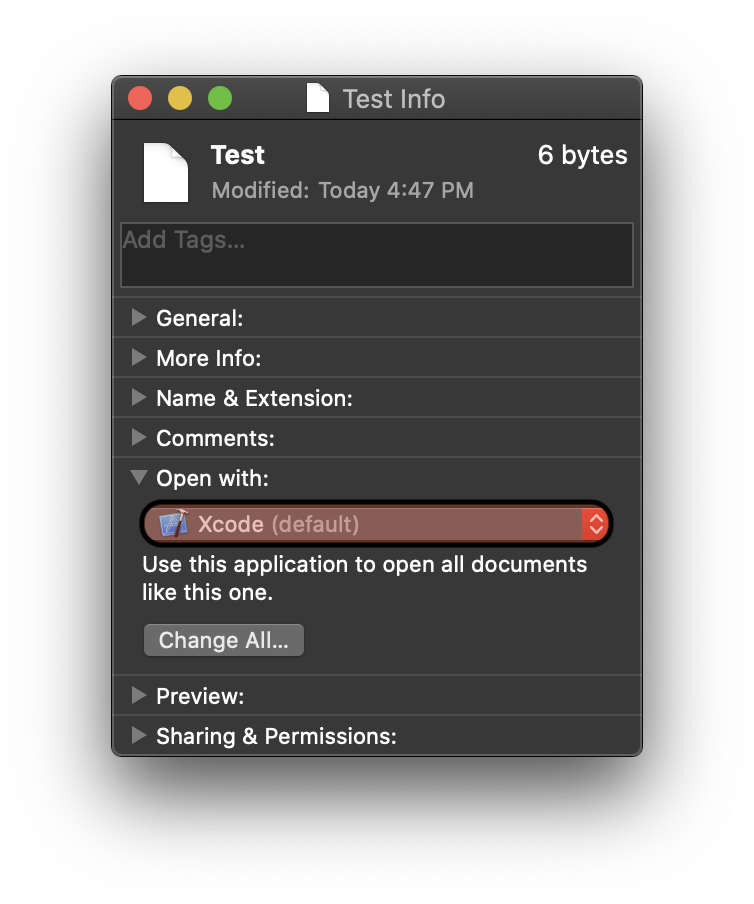 Test Info
Test
6 bytes
Modified: Today 4:47 PM
Add Tags...
General:
More Info:
Name & Extension:
Comments:
Open with:
Xcode (default)
Use this application to open all documents
like this one.
Change All...
Preview:
Sharing & Permissions: